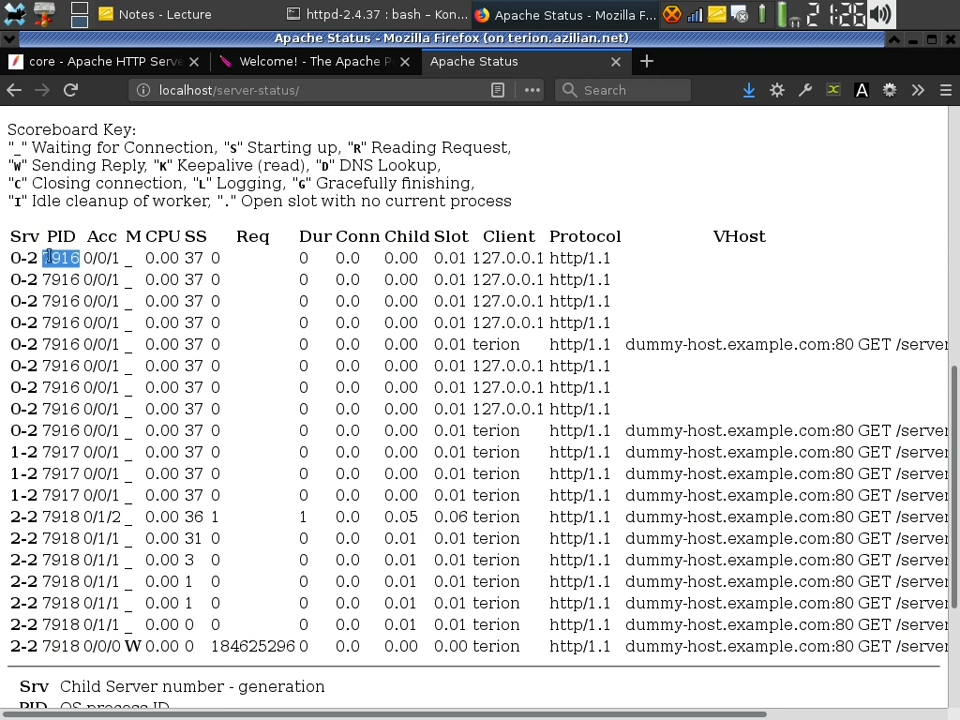 Notes - Lecture
httpd-2.4.37 : bash – Kon...
Apache Status - Mozilla F...
2 1:26
Apache Status - Mozilla Firefox (on terion.azilian.net)
core - Apache HTTP Serve
Welcome! - The Apache P
Apache Status
localhost/server-status/
Search
Scoreboard Key:
"_" Waiting for Connection, "S" Starting up, "R" Reading Request,
"W" Sending Reply, "K" Keepalive (read), "D" DNS Lookup,
"C" Closing connection, "L" Logging, "G" Gracefully finishing,
"I" Idle cleanup of worker, "." Open slot with no current process
Srv PID Acc M CPU SS Req Dur Conn Child Slot Client Protocol VHost
0-2 7916 0/0/1 _ 0.00 37 0 0 0.0 0.00 0.01 127.0.0.1 http/1.1
0-2 7916 0/0/1 _ 0.00 37 0 0 0.0 0.00 0.01 127.0.0.1 http/1.1
0-2 7916 0/0/1 _ 0.00 37 0 0 0.0 0.00 0.01 127.0.0.1 http/1.1
0-2 7916 0/0/1 _ 0.00 37 0 0 0.0 0.00 0.01 127.0.0.1 http/1.1
0-2 7916 0/0/1 _ 0.00 37 0 0 0.0 0.00 0.01 terion http/1.1 dummy-host.example.com:80 GET /server
0-2 7916 0/0/1 _ 0.00 37 0 0 0.0 0.00 0.01 127.0.0.1 http/1.1
0-2 7916 0/0/1 _ 0.00 37 0 0 0.0 0.00 0.01 127.0.0.1 http/1.1
0-2 7916 0/0/1 _ 0.00 37 0 0 0.0 0.00 0.01 127.0.0.1 http/1.1
0-2 7916 0/0/1 _ 0.00 37 0 0 0.0 0.00 0.01 terion http/1.1 dummy-host.example.com:80 GET /server
1-2 7917 0/0/1 _ 0.00 37 0 0 0.0 0.00 0.01 terion http/1.1 dummy-host.example.com:80 GET /server
1-2 7917 0/0/1 _ 0.00 37 0 0 0.0 0.00 0.01 terion http/1.1 dummy-host.example.com:80 GET /server
1-2 7917 0/0/1 _ 0.00 37 0 0 0.0 0.00 0.01 terion http/1.1 dummy-host.example.com:80 GET /server
2-2 7918 0/1/2 _ 0.00 36 1 1 0.0 0.05 0.06 terion http/1.1 dummy-host.example.com:80 GET /server
2-2 7918 0/1/1 _ 0.00 31 0 0 0.0 0.01 0.01 terion http/1.1 dummy-host.example.com:80 GET /server
2-2 7918 0/1/1 _ 0.00 3 0 0 0.0 0.01 0.01 terion http/1.1 dummy-host.example.com:80 GET /server
2-2 7918 0/1/1 _ 0.00 1 0 0 0.0 0.01 0.01 terion http/1.1 dummy-host.example.com:80 GET /server
2-2 7918 0/1/1 _ 0.00 1 0 0 0.0 0.01 0.01 terion http/1.1 dummy-host.example.com:80 GET /server
2-2 7918 0/1/1 _ 0.00 0 0 0 0.0 0.01 0.01 terion http/1.1 dummy-host.example.com:80 GET /server
2-2 7918 0/0/0 W 0.00 0 184625296 0 0.0 0.00 0.00 terion http/1.1 dummy-host.example.com:80 GET /server
Srv Child Server number - generation
PID OS process ID